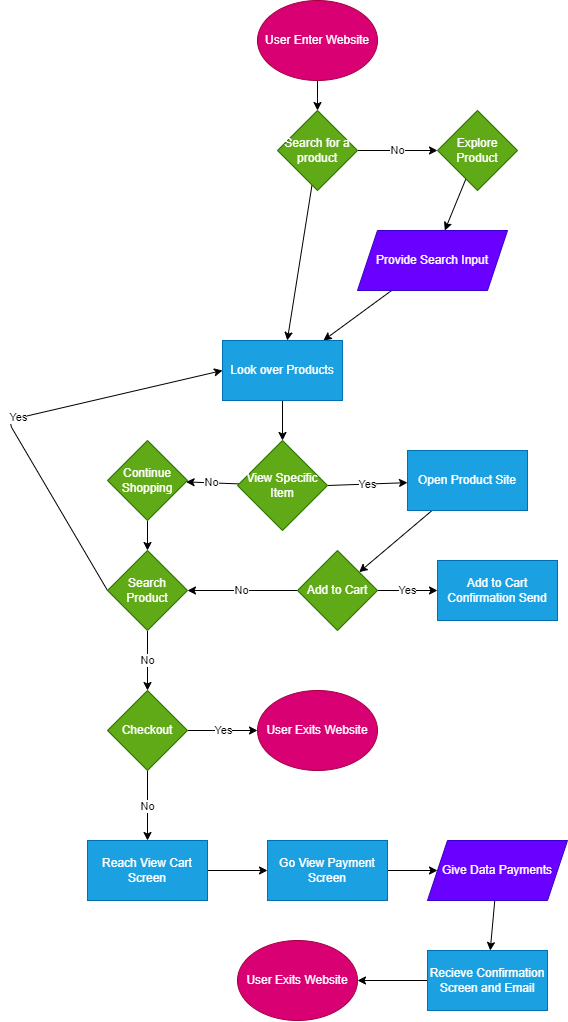 User Enter Website
Search for a
product
No
Explore
Product
Provide Search Input
Look over Products
Yes
Continue
Shopping
No
View Specific
Item
Yes
Open Product Site
Search
Product
No
Add to Cart
Yes
Add to Cart
Confirmation Send
No
Checkout
Yes
User Exits Website
No
Reach View Cart
Screen
Go View Payment
Screen
Give Data Payments
User Exits Website
Recieve Confirmation
Screen and Email